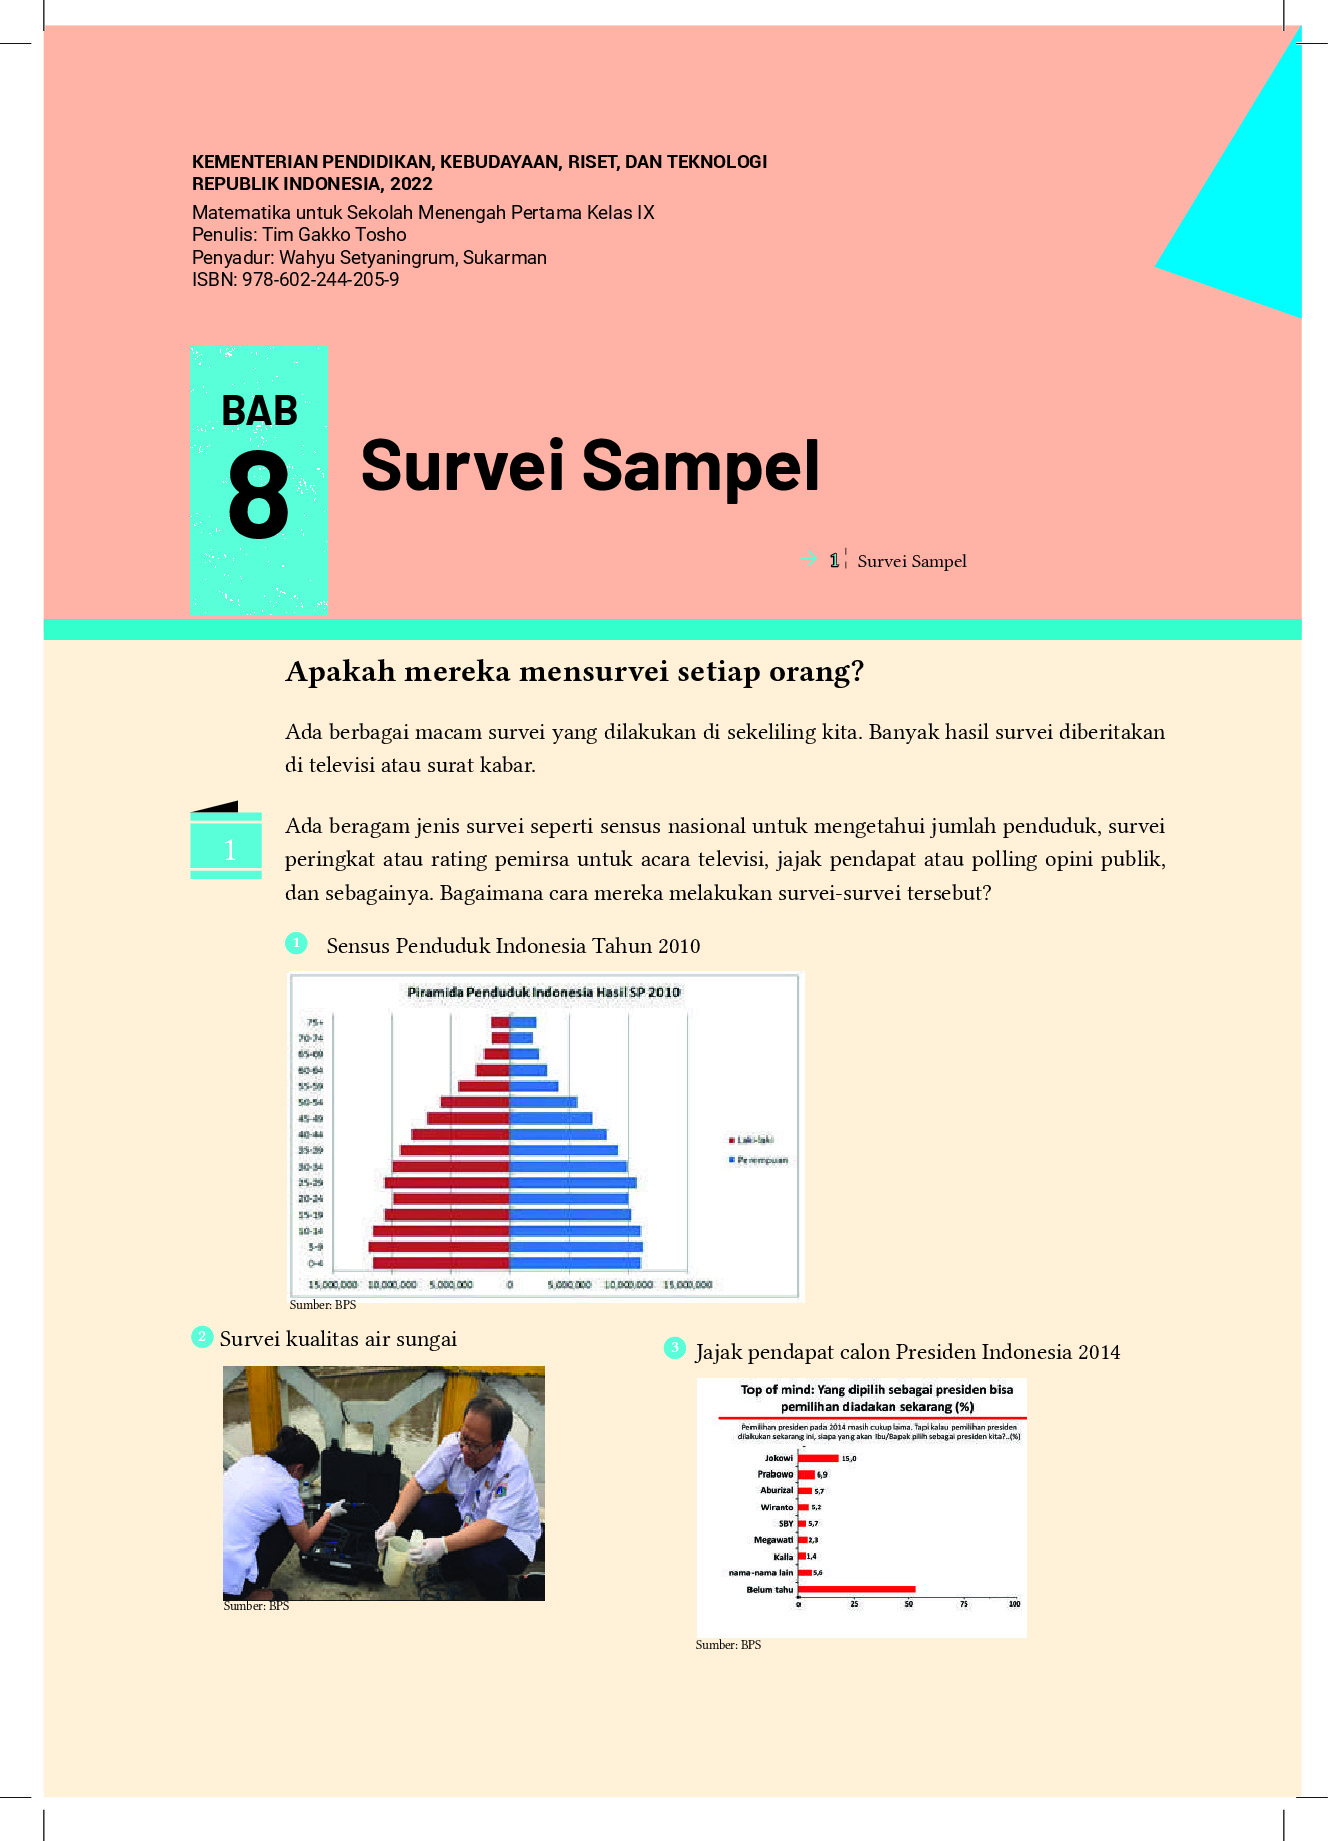 KEMENTERIAN PENDIDIKAN, KEBUDAYAAN, RISET, DAN TEKNOLOGI
REPUBLIK INDONESIA, 2022
Matematika untuk Sekolah Menengah Pertama Kelas IX
Penulis: Tim Gakko Tosho
Penyadur: Wahyu Setyaningrum, Sukarman
ISBN: 978-602-244-205-9
BAB
8
Survei Sampel
1 Survei Sampel
Apakah mereka mensurvei setiap orang?
Ada berbagai macam survei yang dilakukan di sekeliling kita. Banyak hasil survei diberitakan
di televisi atau surat kabar.
1
Ada beragam jenis survei seperti sensus nasional untuk mengetahui jumlah penduduk, survei
peringkat atau rating pemirsa untuk acara televisi, jajak pendapat atau polling opini publik,
dan sebagainya. Bagaimana cara mereka melakukan survei-survei tersebut?
1 Sensus Penduduk Indonesia Tahun 2010
Piramida Penduduk Indonesia Hasil SP 2010
75+
70-74
65-69
60-64
55-59
50-54
45-49
40-44
35-39
30-34
25-29
20-24
15-19
10-14
5-9
0-4
15,000,000 10,000,000 5,000,000 0 5,000,000 10,000,000 15,000,000
Laki-laki
Perempuan
Sumber: BPS
2 Survei kualitas air sungai
Sumber: BPS
3 Jajak pendapat calon Presiden Indonesia 2014
Top of mind: Yang dipilih sebagai presiden bisa
pemilihan diadakan sekarang (%)
Pemilihan presiden pada 2014 masih cukup lama. Tapi kalau pemilihan presiden
dilakukan sekarang ini, siapa yang akan Ibu/Bapak pilih sebagai presiden kita?..(%)
Jokowi 15,0
Prabowo 6,9
Aburizal 5,7
Wiranto 5,2
SBY 5,7
Megawati 2,3
Kalla 1,4
nama-nama lain 5,6
Belum tahu
0 25 50 75 100
Sumber: BPS